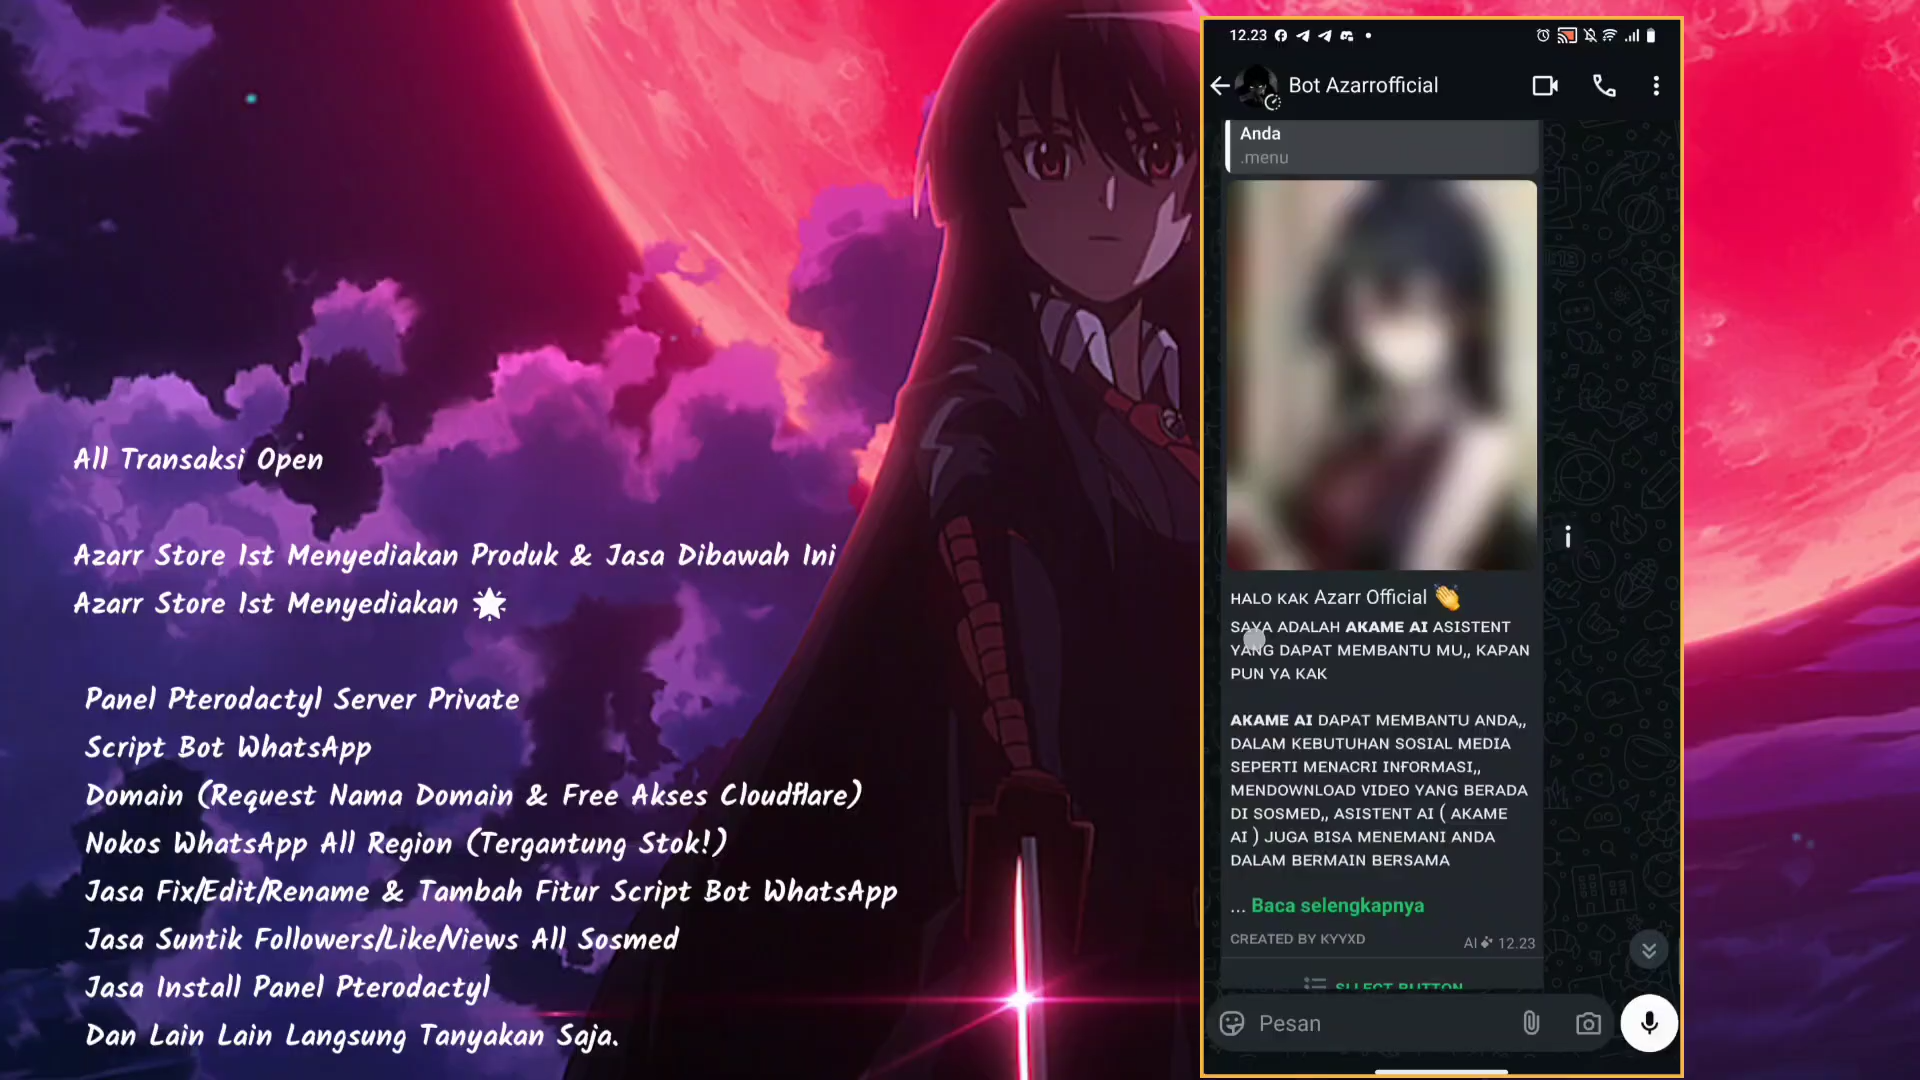 All Transaksi Open
Azarr Store 1st Menyediakan Produk & Jasa Dibawah Ini
Azarr Store 1st Menyediakan 🌟
Panel Pterodactyl Server Private
Script Bot WhatsApp
Domain (Request Nama Domain & Free Akses Cloudflare)
Nokos WhatsApp All Region (Tergantung Stok!)
Jasa Fix/Edit/Rename & Tambah Fitur Script Bot WhatsApp
Jasa Suntik Followers/Like/Views All Sosmed
Jasa Install Panel Pterodactyl
Dan Lain Lain Langsung Tanyakan Saja.
12.23
Bot Azarrofficial
Anda
.menu
ʜᴀʟᴏ ᴋᴀᴋ Azarr Official 👏
SAYA ADALAH AKAME AI ASISTENT
YANG DAPAT MEMBANTU MU,, KAPAN
PUN YA KAK
AKAME AI DAPAT MEMBANTU ANDA,,
DALAM KEBUTUHAN SOSIAL MEDIA
SEPERTI MENACRI INFORMASI,,
MENDOWNLOAD VIDEO YANG BERADA
DI SOSMED,, ASISTENT AI ( AKAME
AI ) JUGA BISA MENEMANI ANDA
DALAM BERMAIN BERSAMA
... Baca selengkapnya
CREATED BY KYYXD
AI 12.23
SLLECT BUTTON
Pesan